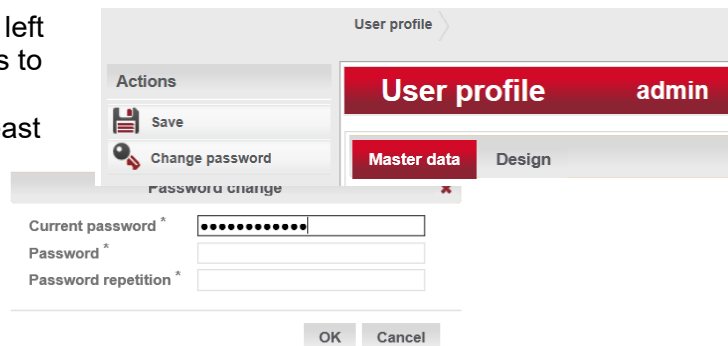 left
s to
east
User profile
Actions
Save
Change password
User profile admin
Master data Design
Password change
Current password *
Password *
Password repetition *
OK Cancel